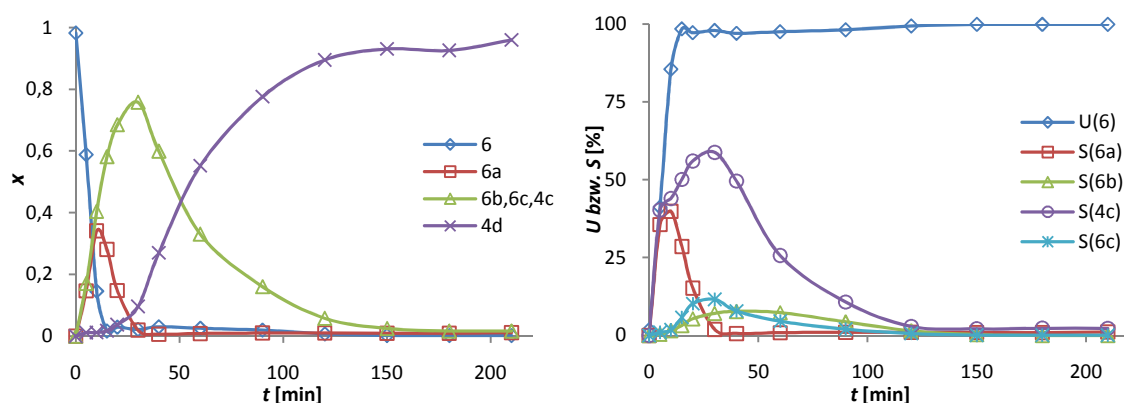 1
0,8
0,6
0,4
0,2
0
x
0 50 100 150 200
t [min]
6
6a
6b,6c,4c
4d
100
75
50
25
0
U bzw. S [%]
0 50 100 150 200
t [min]
U(6)
S(6a)
S(6b)
S(4c)
S(6c)